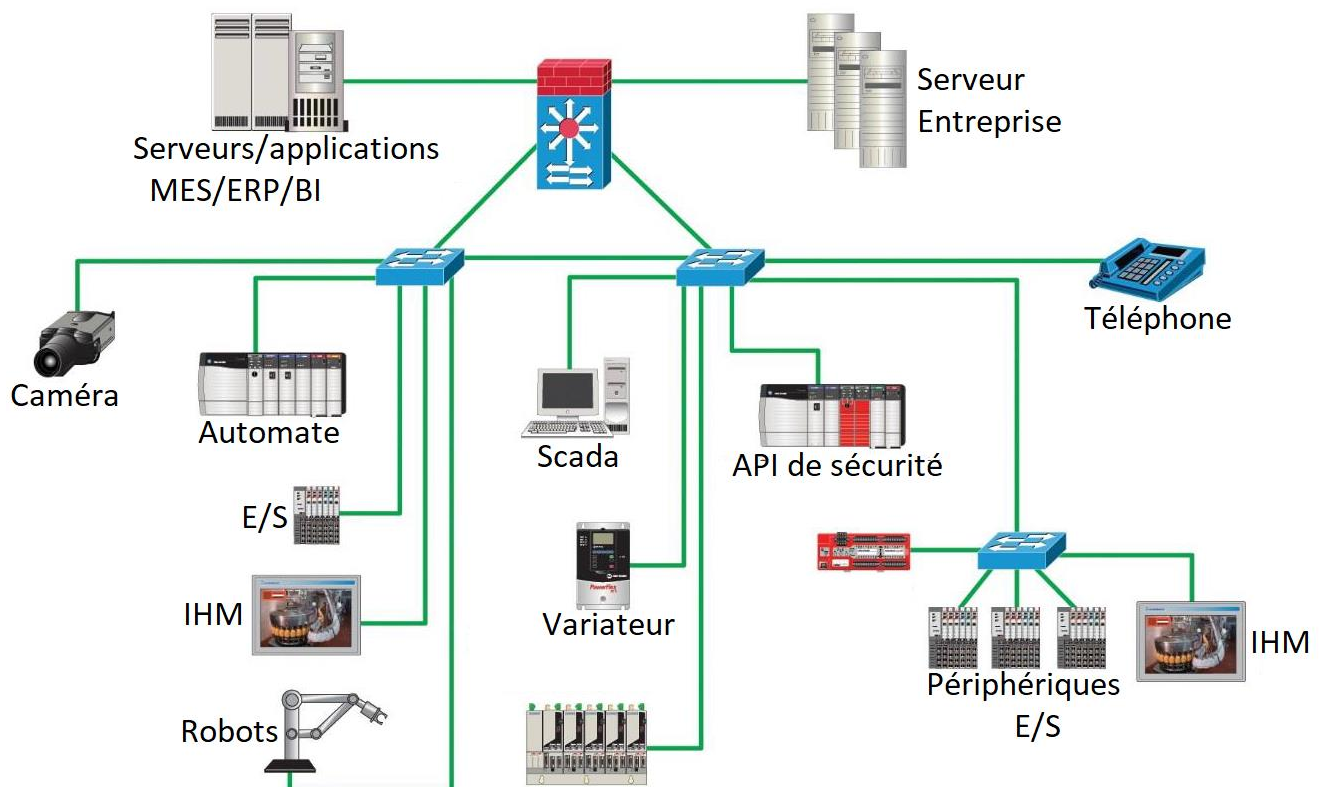 Serveurs/applications
MES/ERP/BI
Serveur
Entreprise
Téléphone
Caméra
Automate
Scada
API de sécurité
E/S
IHM
PowerFlex
Variateur
IHM
Périphériques
E/S
Robots